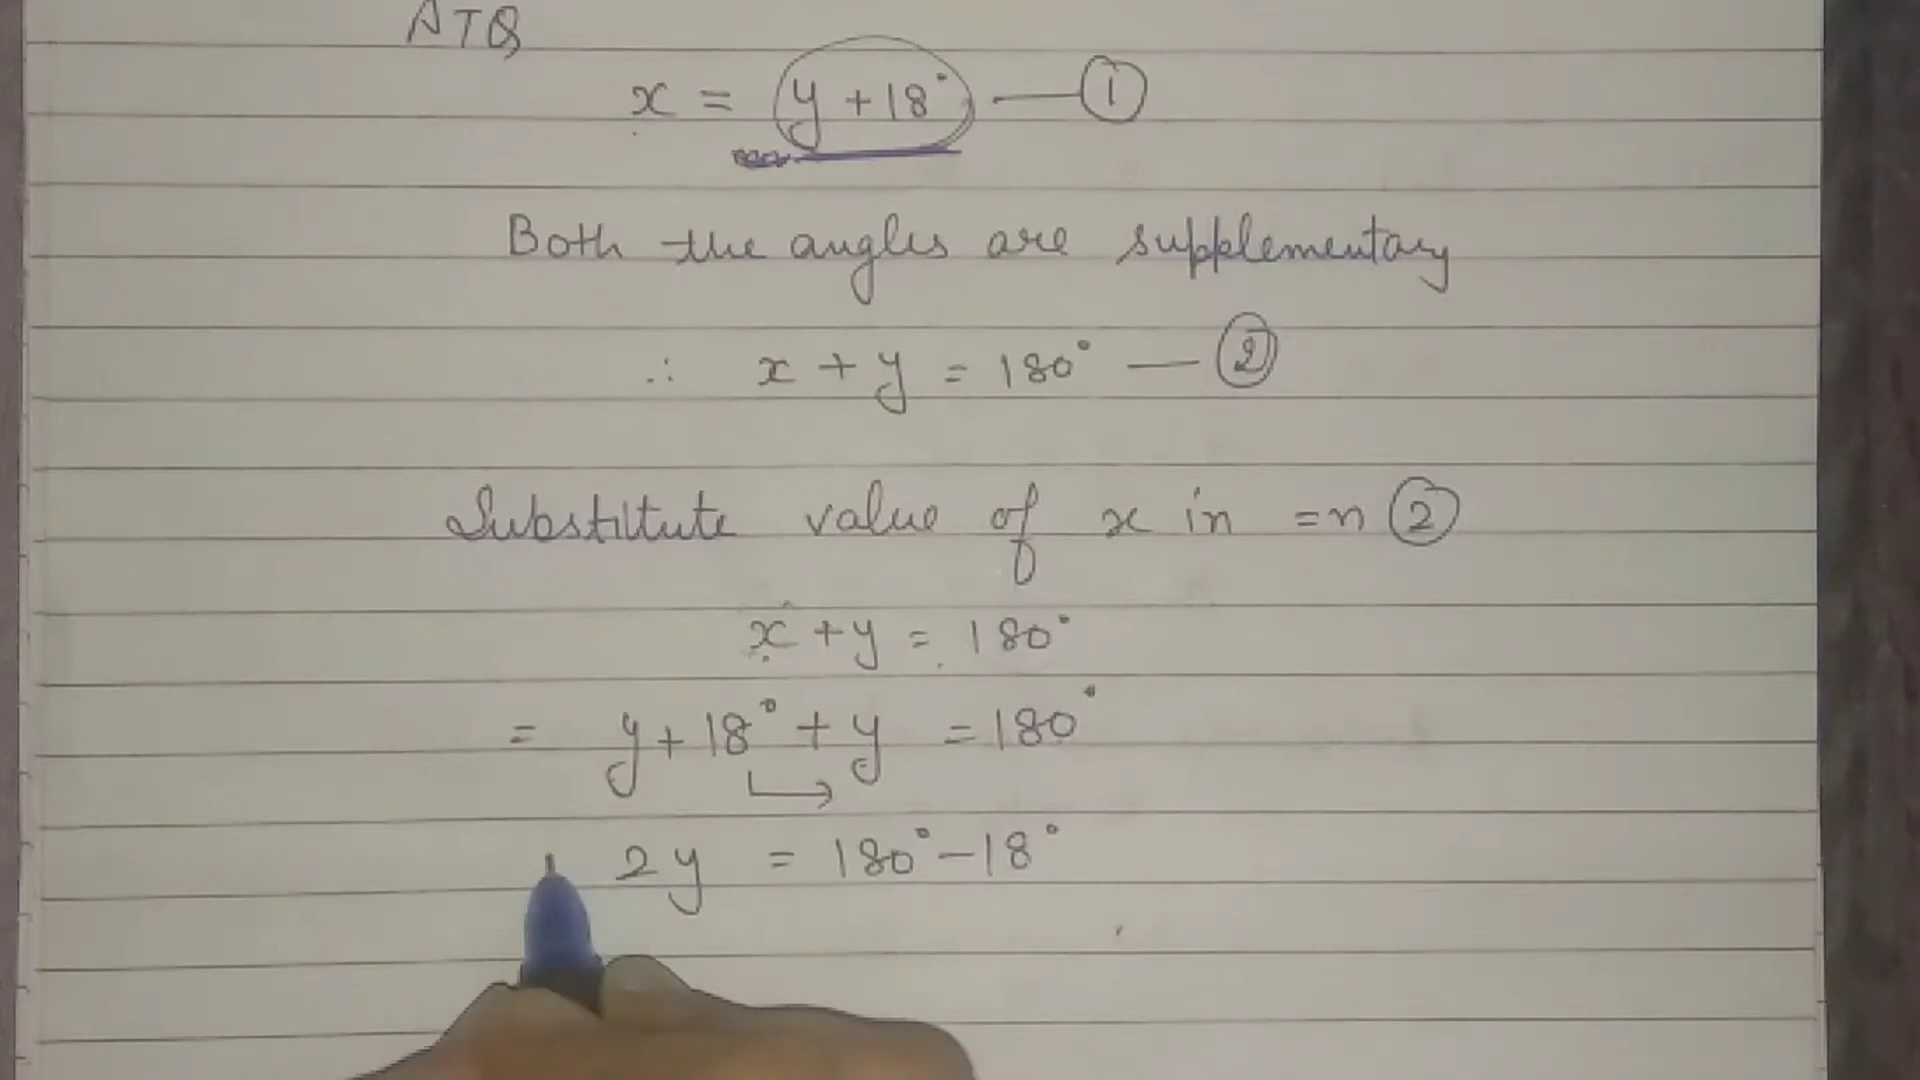 ATQ
x = y + 18° — ①
Both the angles are supplementary
∴ x + y = 180° — ②
Substitute value of x in =n ②
x + y = 180°
= y + 18° + y = 180°
2y = 180° - 18°